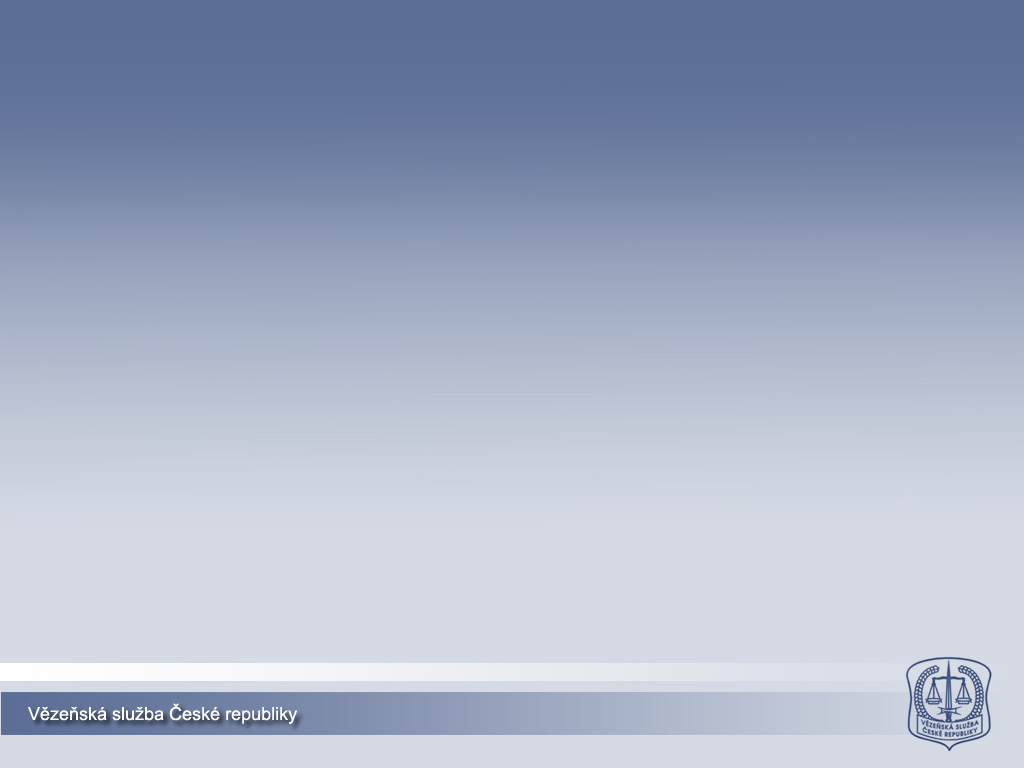 Vězeňská služba České republiky
VĚZEŇSKÁ SLUŽBA
ČESKÉ REPUBLIKY